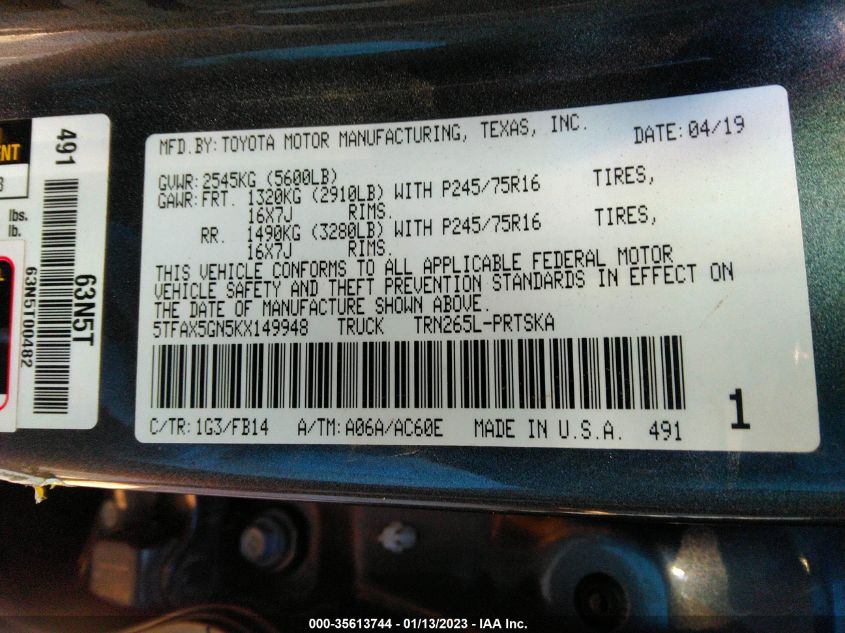 MFD.BY: TOYOTA MOTOR MANUFACTURING, TEXAS, INC. DATE: 04/19
GVWR: 2545KG (5600LB)
GAWR: FRT. 1320KG (2910LB) WITH P245/75R16 TIRES,
16X7J RIMS.
RR. 1490KG (3280LB) WITH P245/75R16 TIRES,
16X7J RIMS.
THIS VEHICLE CONFORMS TO ALL APPLICABLE FEDERAL MOTOR
VEHICLE SAFETY AND THEFT PREVENTION STANDARDS IN EFFECT ON
THE DATE OF MANUFACTURE SHOWN ABOVE.
5TFAX5GN5KX149948 TRUCK TRN265L-PRTSKA
C/TR: 1G3/FB14 A/TM: A06A/AC60E MADE IN U.S.A. 491
1
491
63N5T
63N5T00482
lbs.
lb.
000-35613744 - 01/13/2023 - IAA Inc.